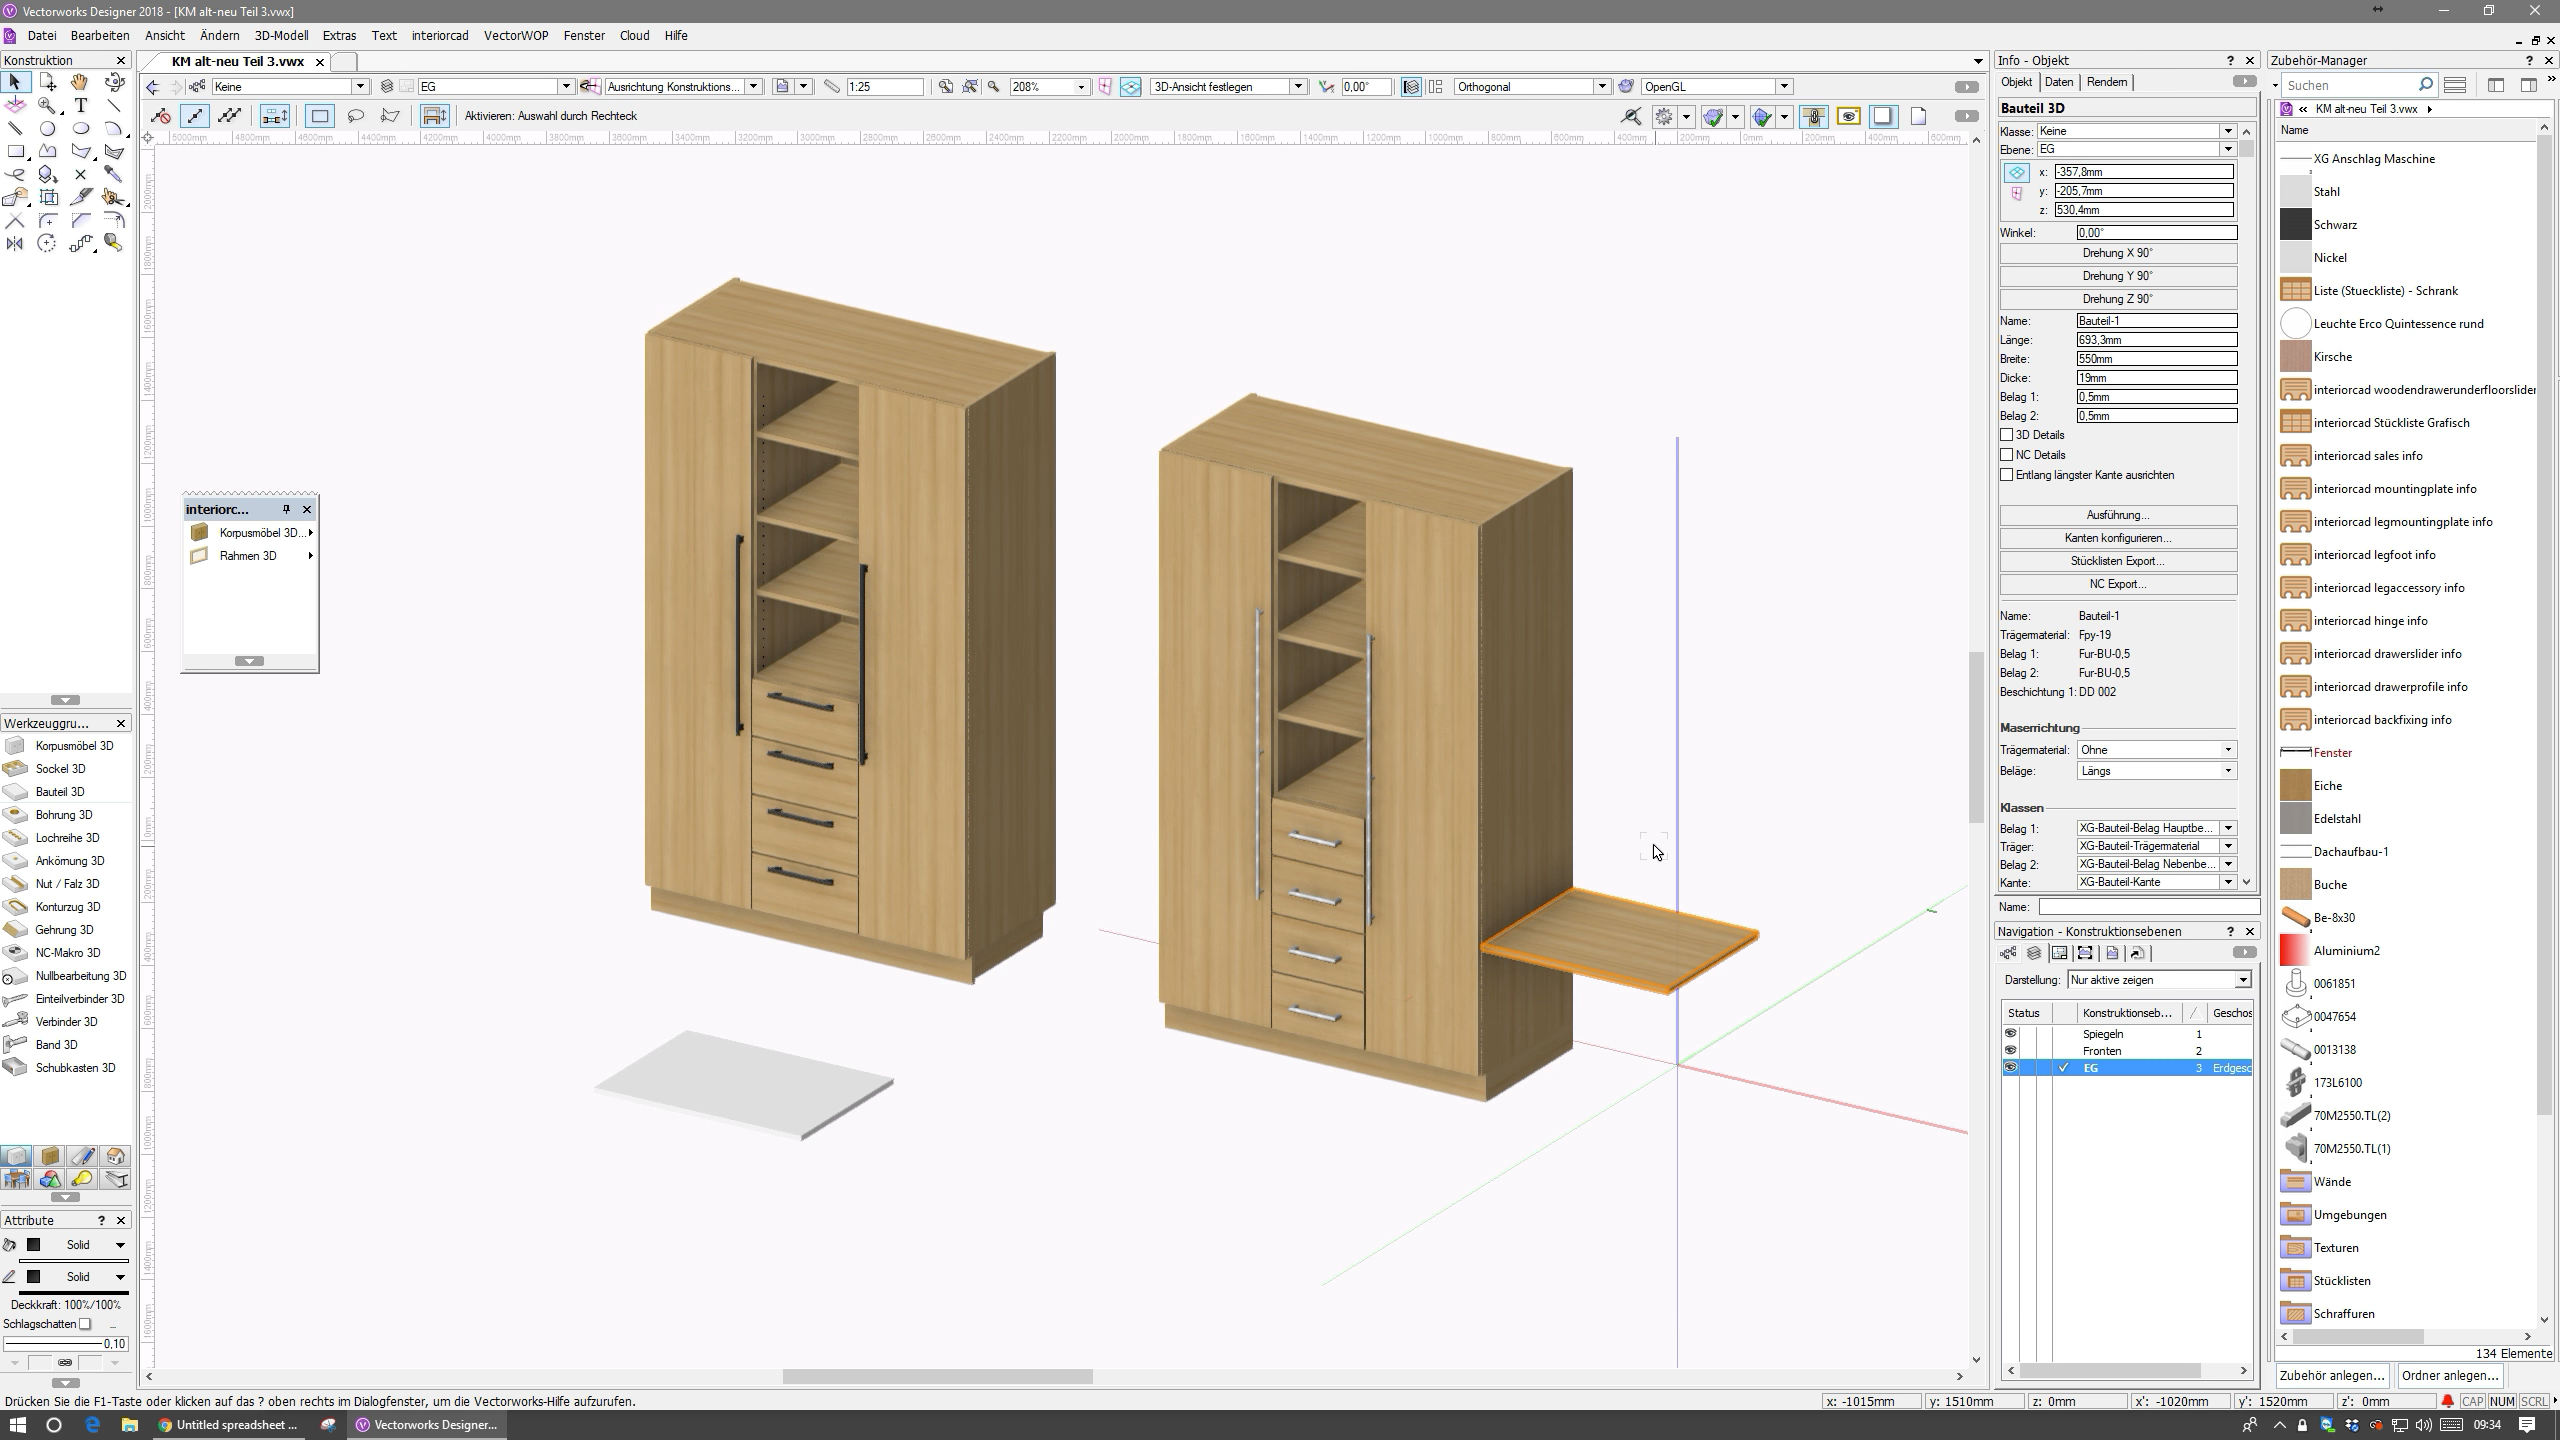 Vectorworks Designer 2018 - [KM alt-neu Teil 3.vwx]
Datei Bearbeiten Ansicht Ändern 3D-Modell Extras Text interiorcad VectorWOP Fenster Cloud Hilfe
Konstruktion
KM alt-neu Teil 3.vwx
Keine
EG
Ausrichtung Konstruktions...
1:25
208%
3D-Ansicht festlegen
0,00°
Orthogonal
OpenGL
Aktivieren: Auswahl durch Rechteck
interiorc...
Korpusmöbel 3D...
Rahmen 3D
Werkzeuggru...
Korpusmöbel 3D
Sockel 3D
Bauteil 3D
Bohrung 3D
Lochreihe 3D
Ankörnung 3D
Nut / Falz 3D
Konturzug 3D
Gehrung 3D
NC-Makro 3D
Nullbearbeitung 3D
Einteilverbinder 3D
Verbinder 3D
Band 3D
Schubkasten 3D
Attribute ?
Solid
Solid
Deckkraft: 100%/100%
Schlagschatten ...
0,10
Info - Objekt ?
Objekt Daten Rendern
Bauteil 3D
Klasse: Keine
Ebene: EG
x: -357,8mm
y: -205,7mm
z: 530,4mm
Winkel: 0,00°
Drehung X 90°
Drehung Y 90°
Drehung Z 90°
Name: Bauteil-1
Länge: 693,3mm
Breite: 550mm
Dicke: 19mm
Belag 1: 0,5mm
Belag 2: 0,5mm
3D Details
NC Details
Entlang längster Kante ausrichten
Ausführung...
Kanten konfigurieren...
Stücklisten Export...
NC Export...
Name: Bauteil-1
Trägermaterial: Fpy-19
Belag 1: Fur-BU-0,5
Belag 2: Fur-BU-0,5
Beschichtung 1: DD 002
Maserrichtung
Trägermaterial: Ohne
Beläge: Längs
Klassen
Belag 1: XG-Bauteil-Belag Hauptbe...
Träger: XG-Bauteil-Trägermaterial
Belag 2: XG-Bauteil-Belag Nebenbe...
Kante: XG-Bauteil-Kante
Name:
Navigation - Konstruktionsebenen ?
Darstellung: Nur aktive zeigen
Status Konstruktionseb... Geschos
Spiegeln 1
Fronten 2
EG 3 Erdgesc
Zubehör-Manager ?
Suchen
KM alt-neu Teil 3.vwx
Name
XG Anschlag Maschine
Stahl
Schwarz
Nickel
Liste (Stueckliste) - Schrank
Leuchte Erco Quintessence rund
Kirsche
interiorcad woodendrawerunderfloorslider
interiorcad Stückliste Grafisch
interiorcad sales info
interiorcad mountingplate info
interiorcad legmountingplate info
interiorcad legfoot info
interiorcad legaccessory info
interiorcad hinge info
interiorcad drawerslider info
interiorcad drawerprofile info
interiorcad backfixing info
Fenster
Eiche
Edelstahl
Dachaufbau-1
Buche
Be-8x30
Aluminium2
0061851
0047654
0013138
173L6100
70M2550.TL(2)
70M2550.TL(1)
Wände
Umgebungen
Texturen
Stücklisten
Schraffuren
134 Elemente
Zubehör anlegen... Ordner anlegen...
Drücken Sie die F1-Taste oder klicken auf das ? oben rechts im Dialogfenster, um die Vectorworks-Hilfe aufzurufen.
x: -1015mm y: 1510mm z: 0mm x': -1020mm y': 1520mm z': 0mm CAP NUM SCRL
Untitled spreadsheet ... Vectorworks Designer... 09:34